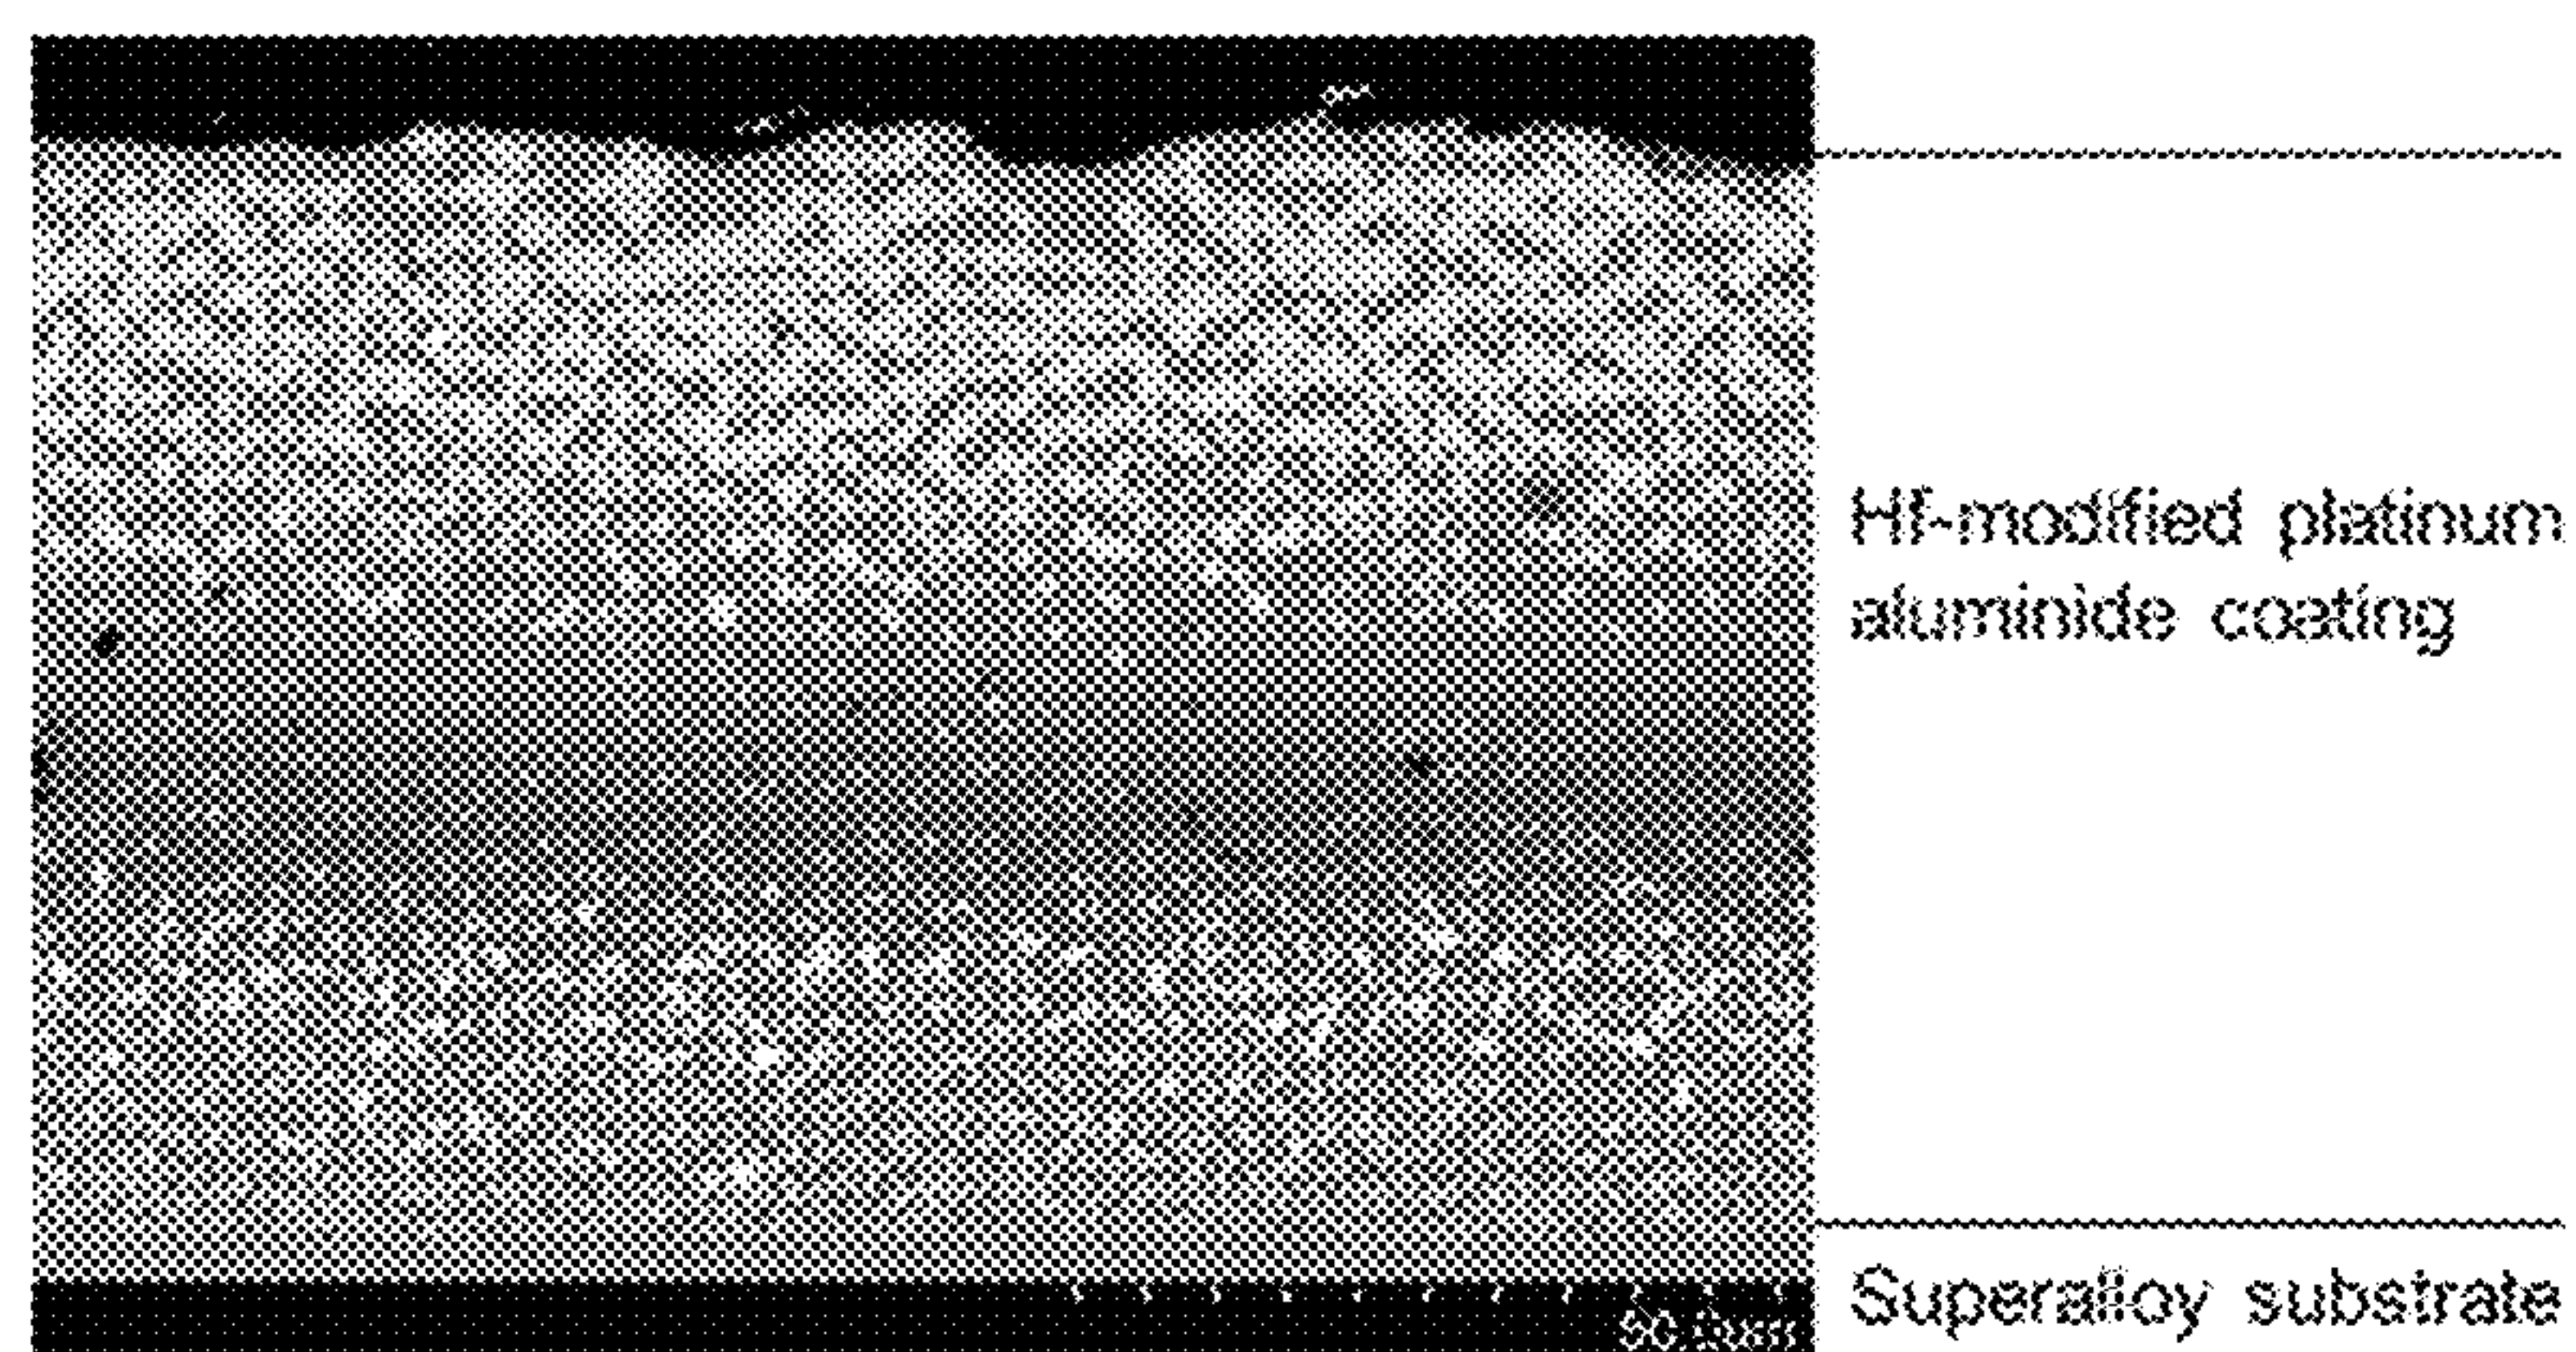 Hf-modified platinum
aluminide coating
Superalloy substrate